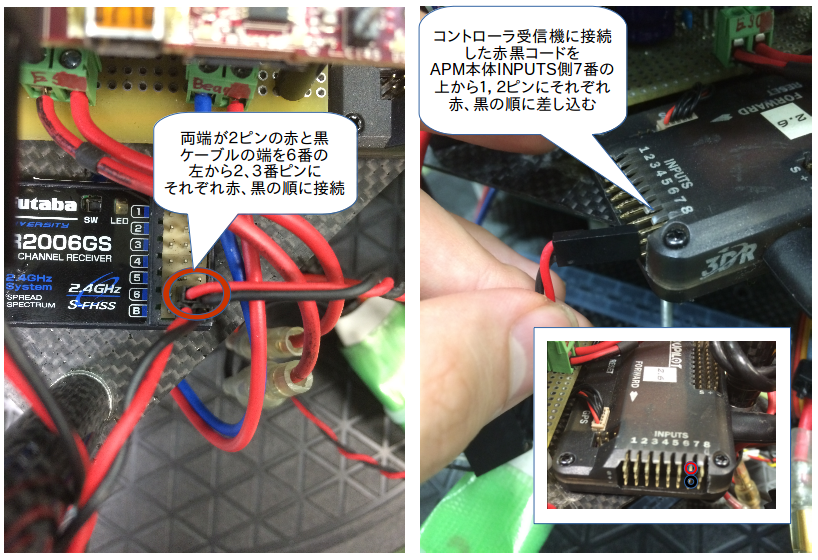 両端が2ピンの赤と黒
ケーブルの端を6番の
左から2、3番ピンに
それぞれ赤、黒の順に接続
utaba
SW
LED
R2006GS
CHANNEL RECEIVER
2.4GHz
System
SPREAD
SPECTRUM
2.4GHz
S-FHSS
1
2
3
4
5
6
B
コントローラ受信機に接続
した赤黒コードを
APM本体INPUTS側7番の
上から1, 2ピンにそれぞれ
赤、黒の順に差し込む
RESET
FORWARD
2.6
INPUTS
1 2 3 4 5 6 7 8
S +
3DR
2.6
FORWARD
GPS
INPUTS
1 2 3 4 5 6 7 8